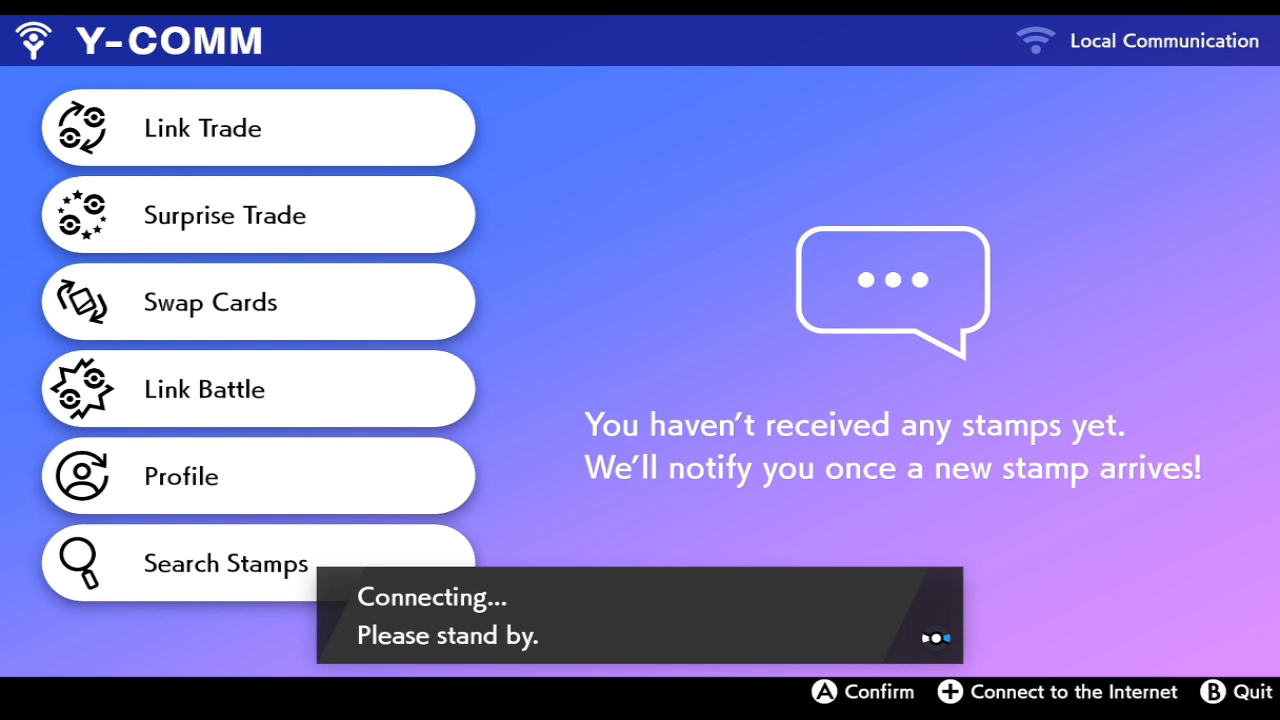 Y-COMM
Local Communication
Link Trade
Surprise Trade
Swap Cards
Link Battle
Profile
Search Stamps
You haven't received any stamps yet.
We'll notify you once a new stamp arrives!
Connecting...
Please stand by.
A Confirm
+ Connect to the Internet
B Quit